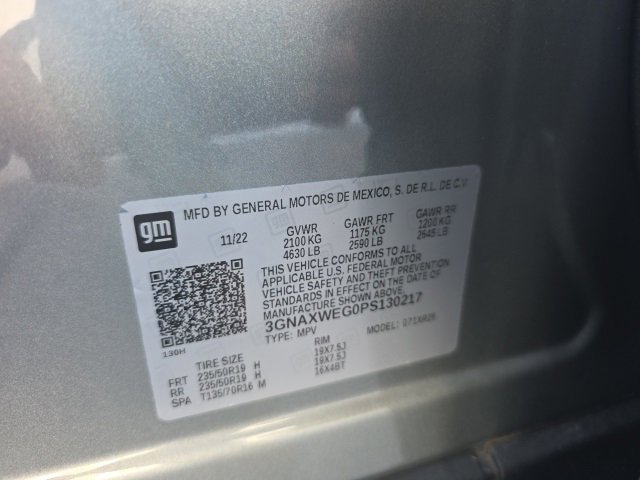 gm
MFD BY GENERAL MOTORS DE MEXICO, S. DE R.L. DE C.V.
11/22 GVWR GAWR FRT GAWR RR
2100 KG 1175 KG 1200 KG
4630 LB 2590 LB 2645 LB
THIS VEHICLE CONFORMS TO ALL
APPLICABLE U.S. FEDERAL MOTOR
VEHICLE SAFETY AND THEFT PREVENTION
STANDARDS IN EFFECT ON THE DATE OF
MANUFACTURE SHOWN ABOVE.
3GNAXWEG0PS130217
TYPE: MPV MODEL:
130H
TIRE SIZE RIM
FRT 235/50R19 H 19X7.5J
RR 235/50R19 H 19X7.5J
SPA T135/70R16 M 16X4BT